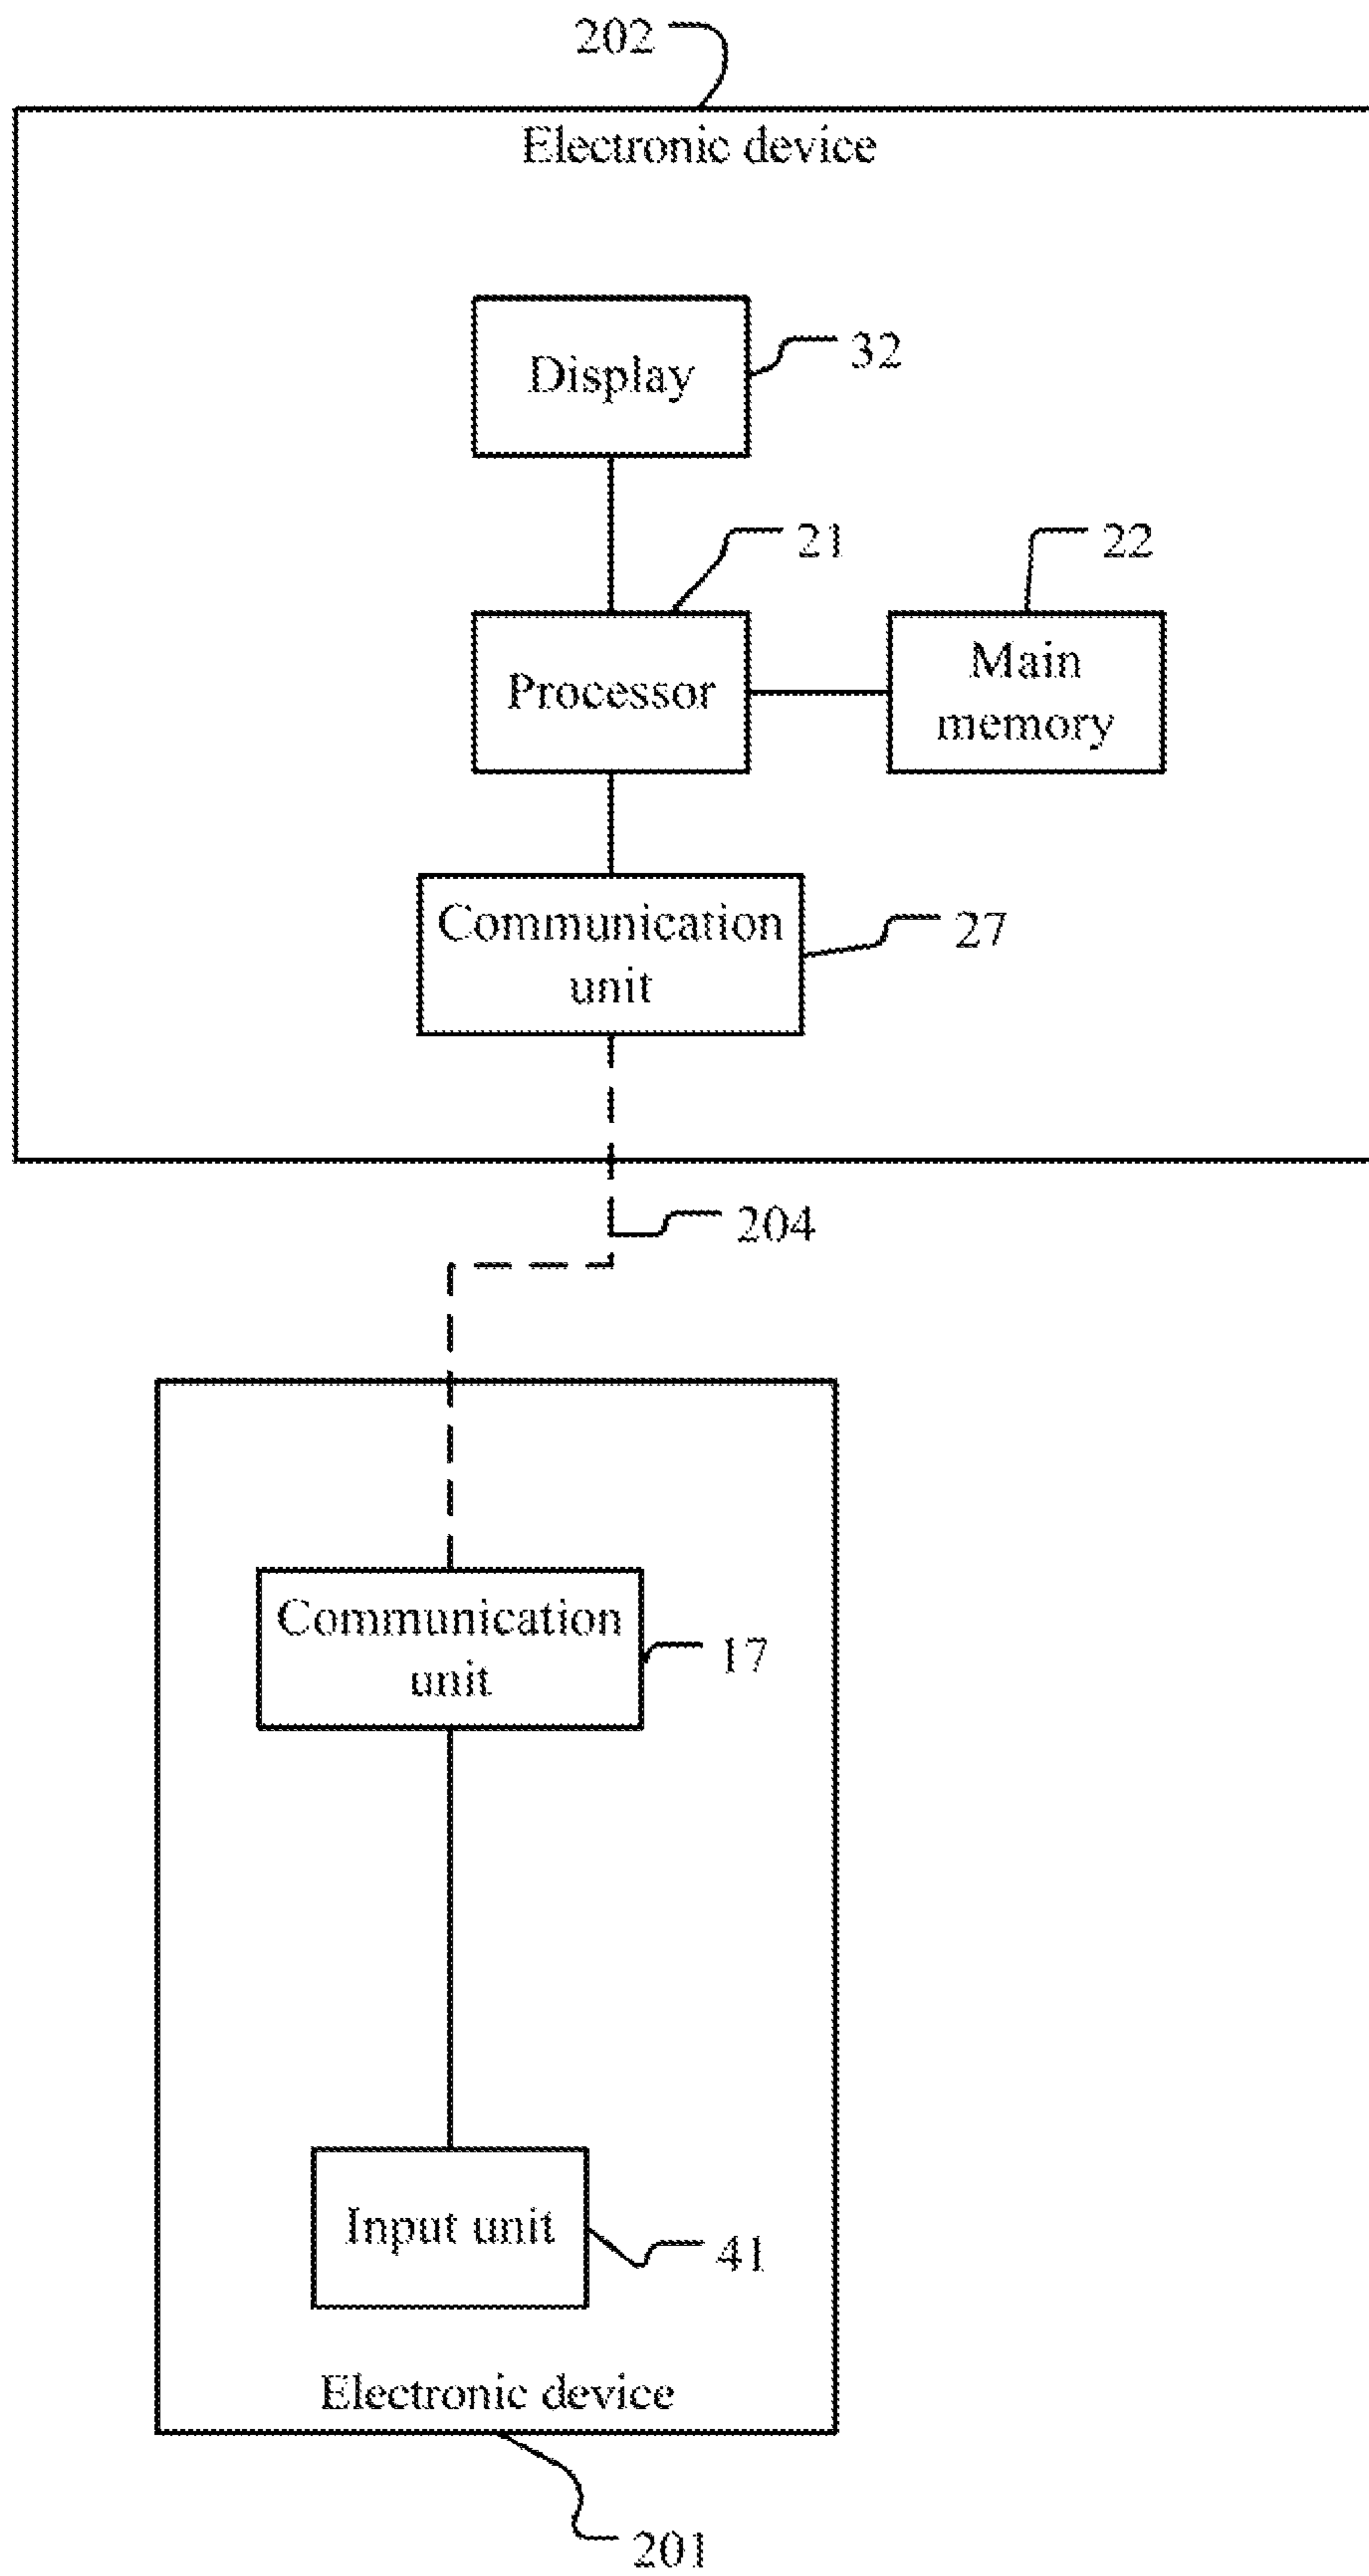 202
Electronic device
Display
32
21
22
Processor
Main
memory
Communication
unit
27
204
Communication
unit
17
Input unit
41
Electronic device
201